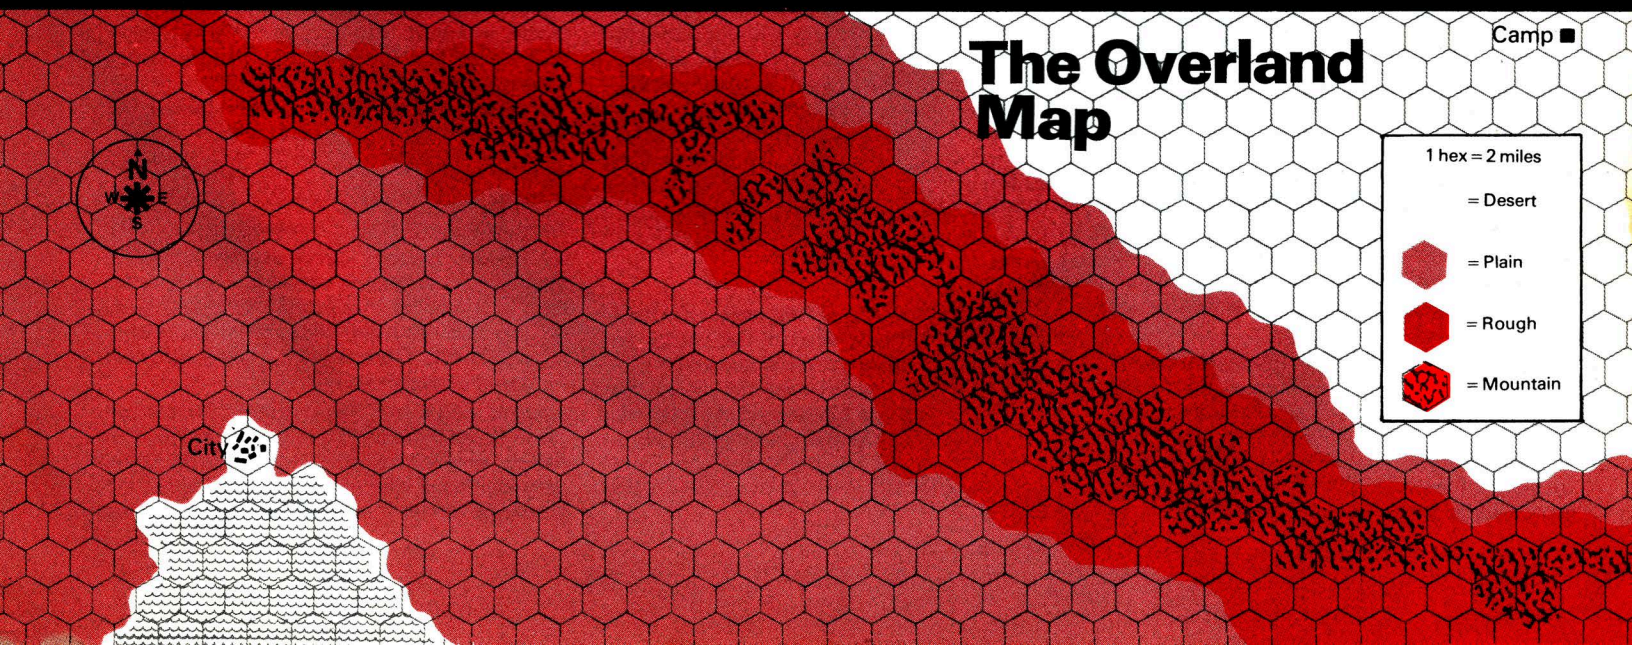 The Overland
Map
Camp
1 hex = 2 miles
= Desert
= Plain
= Rough
= Mountain
N
W E
S
City